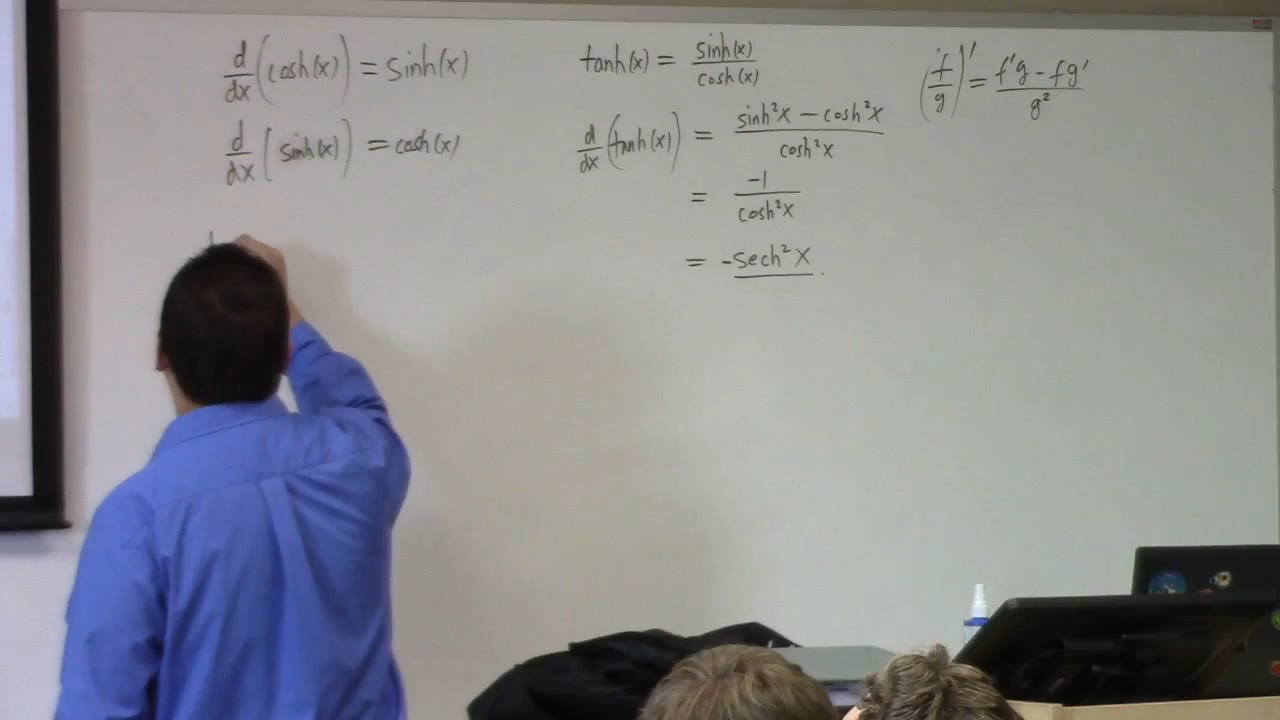 d/dx (cosh(x)) = sinh(x)
d/dx (sinh(x)) = cosh(x)
tanh(x) = sinh(x)/cosh(x)
d/dx (tanh(x)) = sinh²x − cosh²x / cosh²x
= -1/cosh²x
= -sech²x.
(f/g)' = f'g - fg' / g²